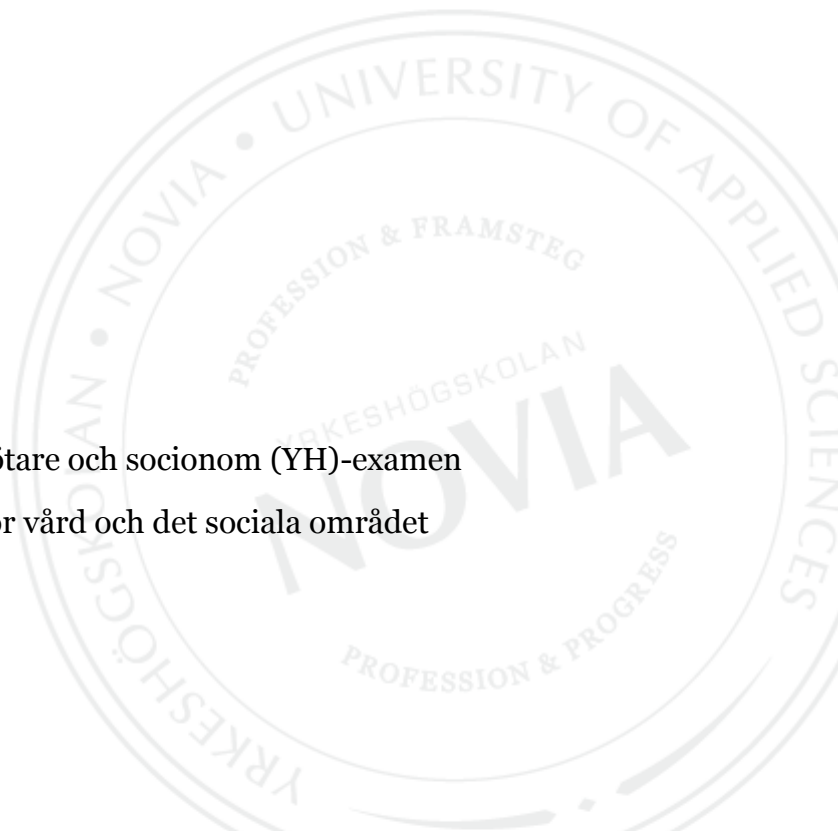 UNIVERSITY OF APPLIED SCIENCES
YRKESHÖGSKOLAN • NOVIA •
PROFESSION & FRAMSTEG
YRKESHÖGSKOLAN
NOVIA
PROFESSION & PROGRESS
ötare och socionom (YH)-examen
r vård och det sociala området